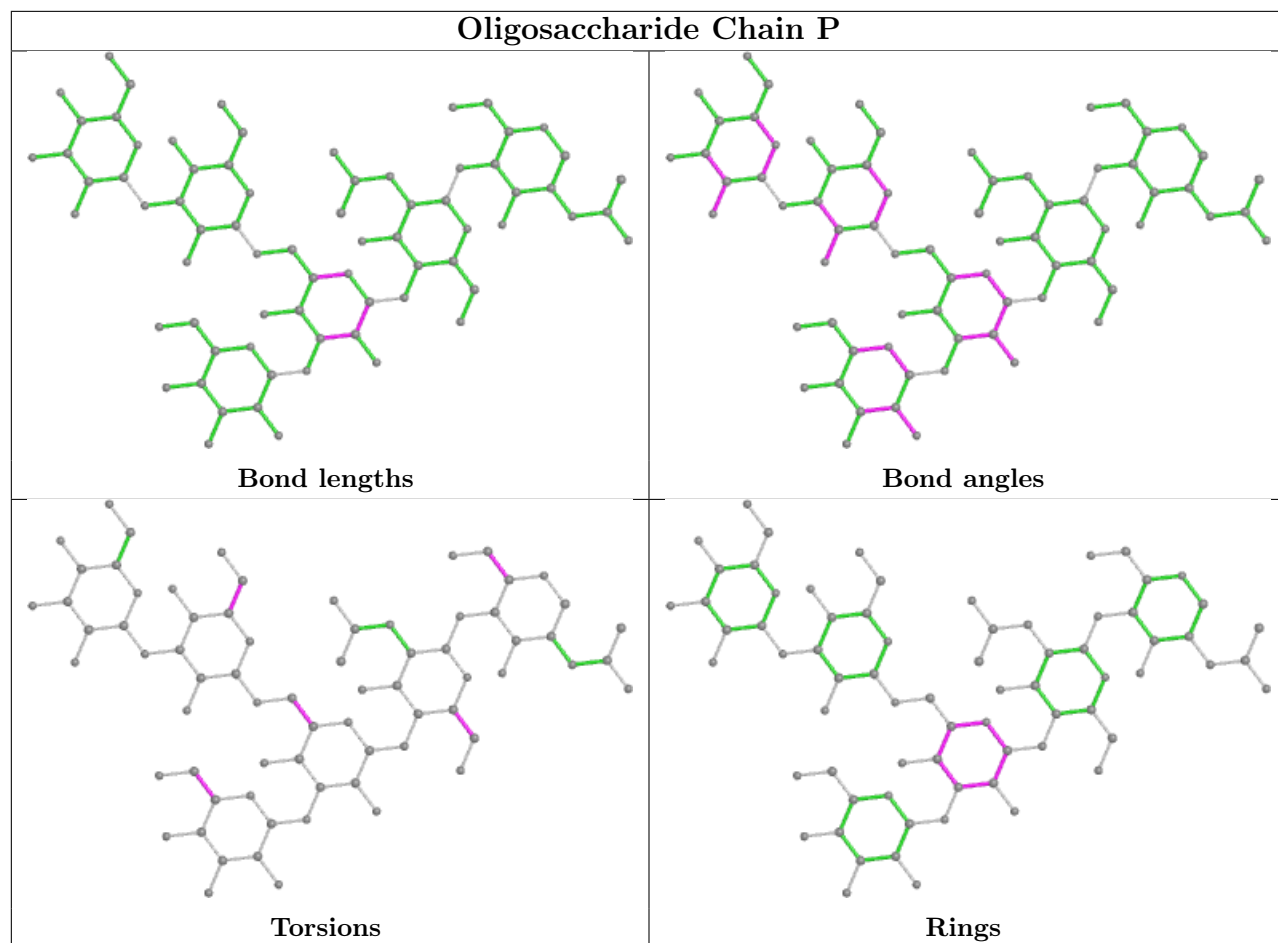 Oligosaccharide Chain P
Bond lengths
Bond angles
Torsions
Rings